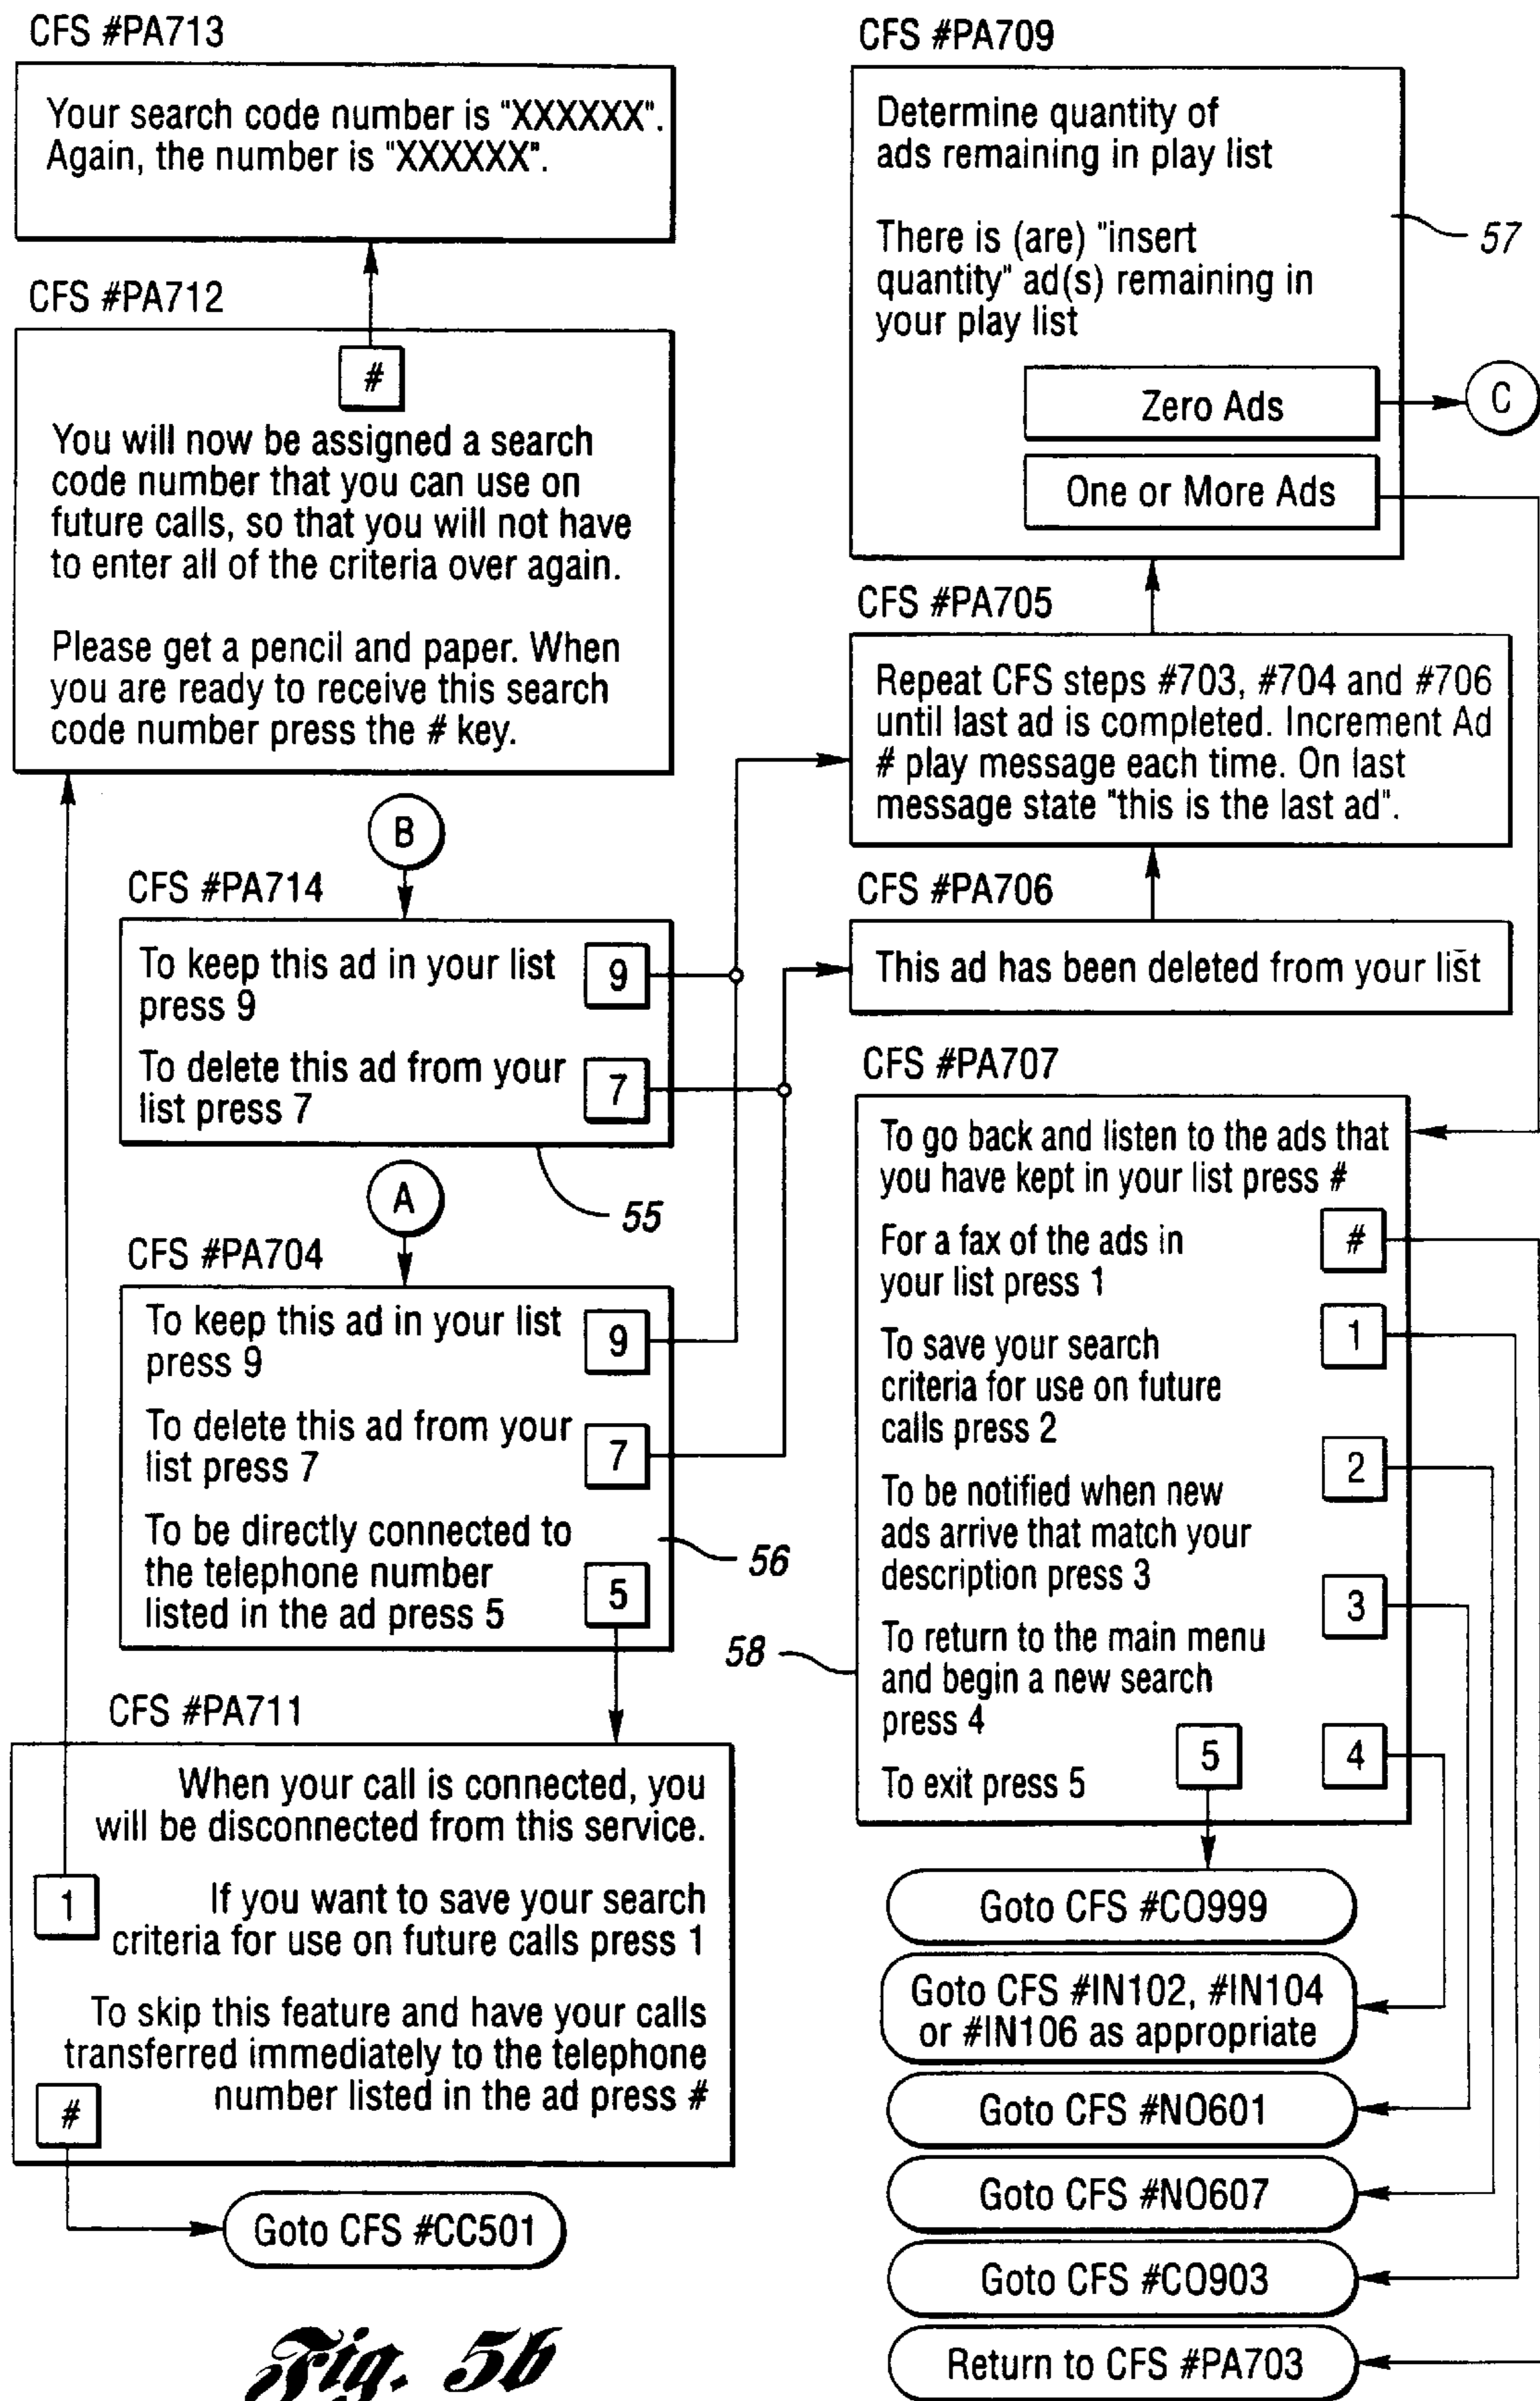 CFS #PA713
Your search code number is "XXXXXX".
Again, the number is "XXXXXX".
CFS #PA712
#
You will now be assigned a search
code number that you can use on
future calls, so that you will not have
to enter all of the criteria over again.
Please get a pencil and paper. When
you are ready to receive this search
code number press the # key.
B
CFS #PA714
To keep this ad in your list
press 9
9
To delete this ad from your
list press 7
7
55
A
CFS #PA704
To keep this ad in your list
press 9
9
To delete this ad from your
list press 7
7
To be directly connected to
the telephone number
listed in the ad press 5
5
56
CFS #PA711
When your call is connected, you
will be disconnected from this service.
1
If you want to save your search
criteria for use on future calls press 1
To skip this feature and have your calls
transferred immediately to the telephone
number listed in the ad press #
#
Goto CFS #CC501
CFS #PA709
Determine quantity of
ads remaining in play list
There is (are) "insert
quantity" ad(s) remaining in
your play list
57
Zero Ads
C
One or More Ads
CFS #PA705
Repeat CFS steps #703, #704 and #706
until last ad is completed. Increment Ad
# play message each time. On last
message state "this is the last ad".
CFS #PA706
This ad has been deleted from your list
CFS #PA707
To go back and listen to the ads that
you have kept in your list press #
#
For a fax of the ads in
your list press 1
1
To save your search
criteria for use on future
calls press 2
2
To be notified when new
ads arrive that match your
description press 3
3
To return to the main menu
and begin a new search
press 4
4
To exit press 5
5
58
Goto CFS #CO999
Goto CFS #IN102, #IN104
or #IN106 as appropriate
Goto CFS #NO601
Goto CFS #NO607
Goto CFS #CO903
Return to CFS #PA703
Fig. 5b